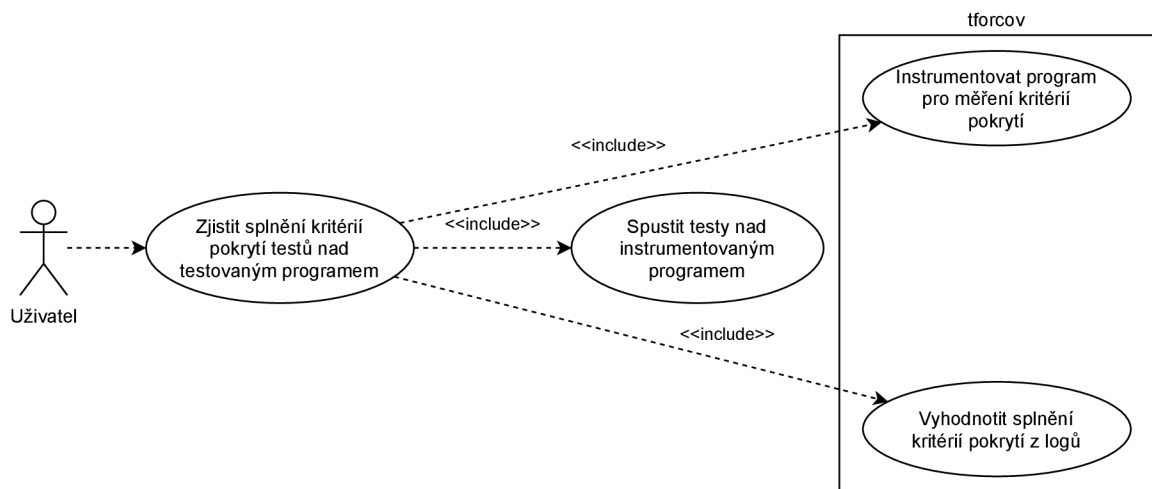 tforcov
Instrumentovat program
pro měření kritérií
pokrytí
<<include>>
Zjistit splnění kritérií
pokrytí testů nad
testovaným programem
<<include>>
Spustit testy nad
instrumentovaným
programem
Uživatel
<<include>>
Vyhodnotit splnění
kritérií pokrytí z logů